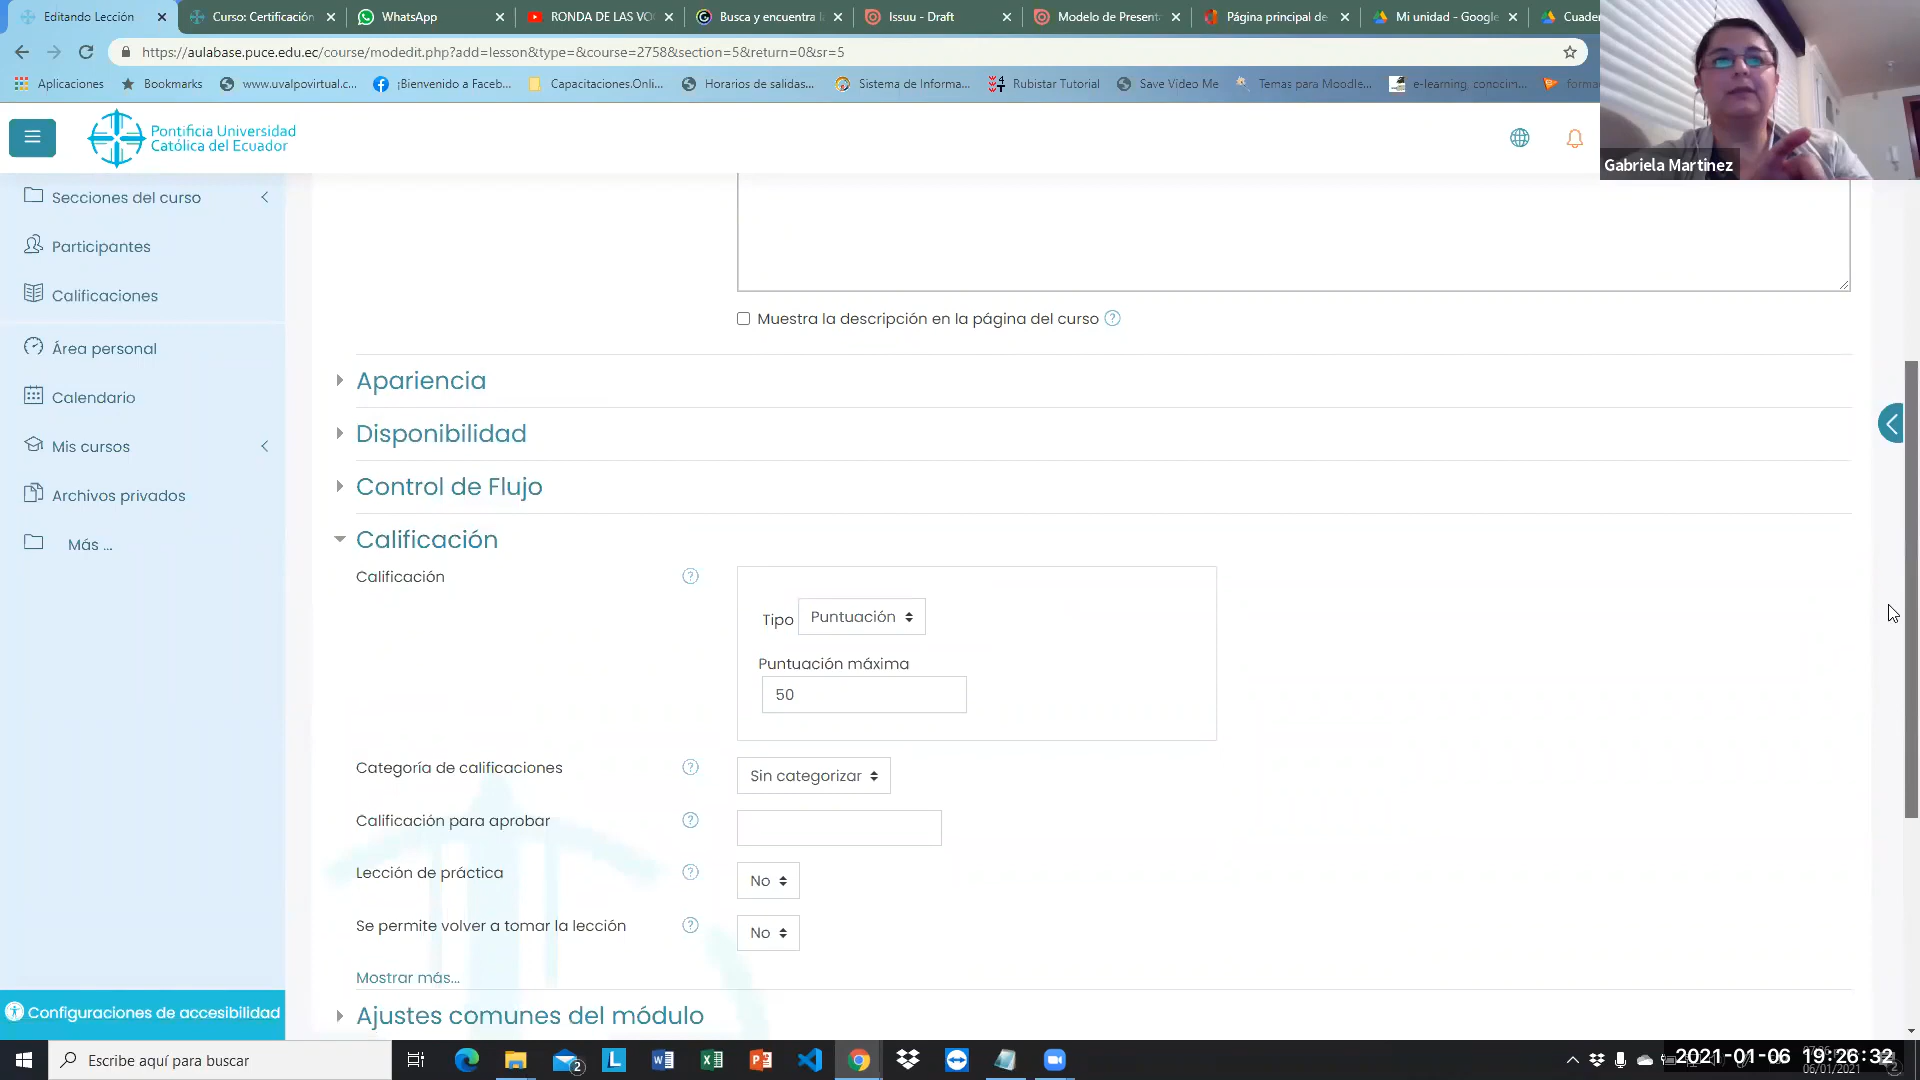 Editando Lección
Curso: Certificación
WhatsApp
RONDA DE LAS VO
Busca y encuentra l
Issuu - Draft
Modelo de Present
Página principal de
Mi unidad - Google
Cuade
https://aulabase.puce.edu.ec/course/modedit.php?add=lesson&type=&course=2758&section=5&return=0&sr=5
Aplicaciones
Bookmarks
www.uvalpovirtual.c...
¡Bienvenido a Faceb...
Capacitaciones.Onli...
Horarios de salidas...
Sistema de Informa...
Rubistar Tutorial
Save Video Me
Temas para Moodle...
e-learning, conocim...
forma
Pontificia Universidad
Católica del Ecuador
Gabriela Martinez
Secciones del curso
Participantes
Calificaciones
Área personal
Calendario
Mis cursos
Archivos privados
Más ...
Configuraciones de accesibilidad
Muestra la descripción en la página del curso
Apariencia
Disponibilidad
Control de Flujo
Calificación
Calificación
Tipo Puntuación
Puntuación máxima
50
Categoría de calificaciones Sin categorizar
Calificación para aprobar
Lección de práctica No
Se permite volver a tomar la lección No
Mostrar más...
Ajustes comunes del módulo
Escribe aquí para buscar
2
2021-01-06 19:26:32
06/01/2021
2